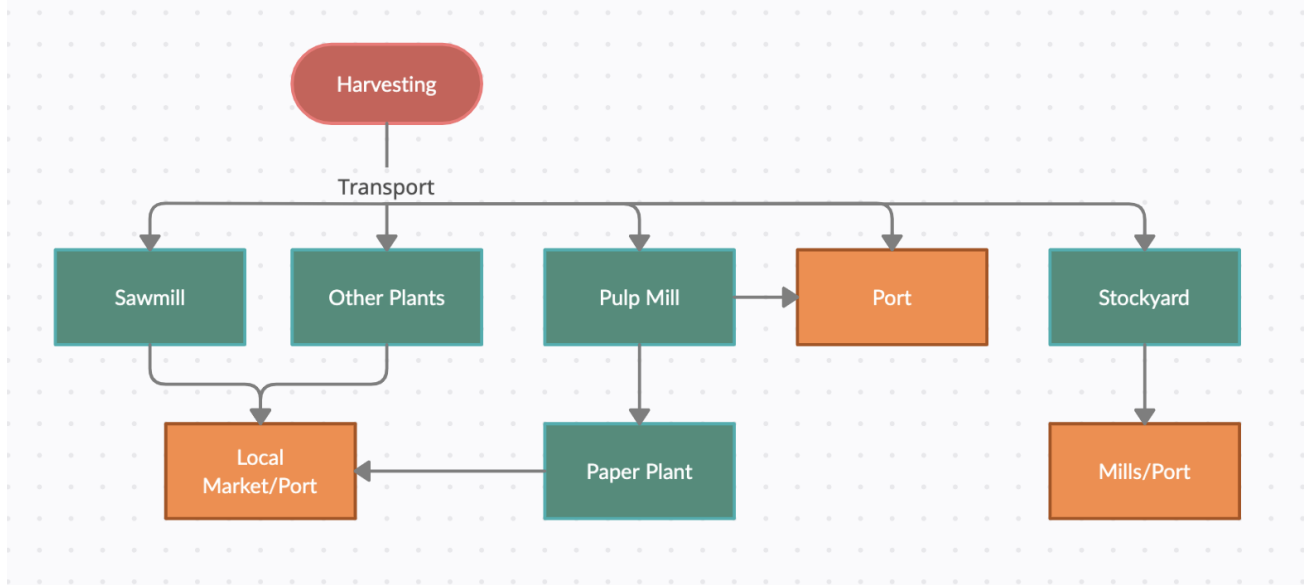 Harvesting
Transport
Sawmill
Other Plants
Pulp Mill
Port
Stockyard
Local
Market/Port
Paper Plant
Mills/Port